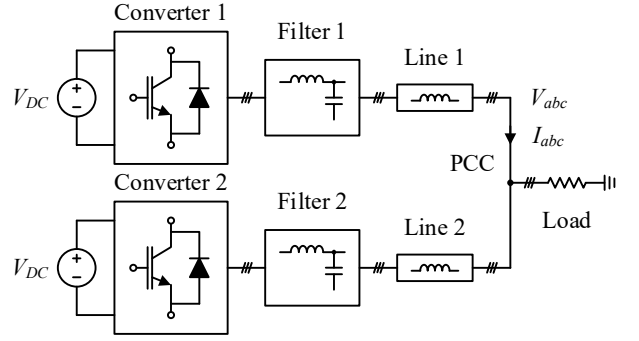 Converter 1
Filter 1
Line 1
V_DC
V_abc
I_abc
PCC
Load
Converter 2
Filter 2
Line 2
V_DC